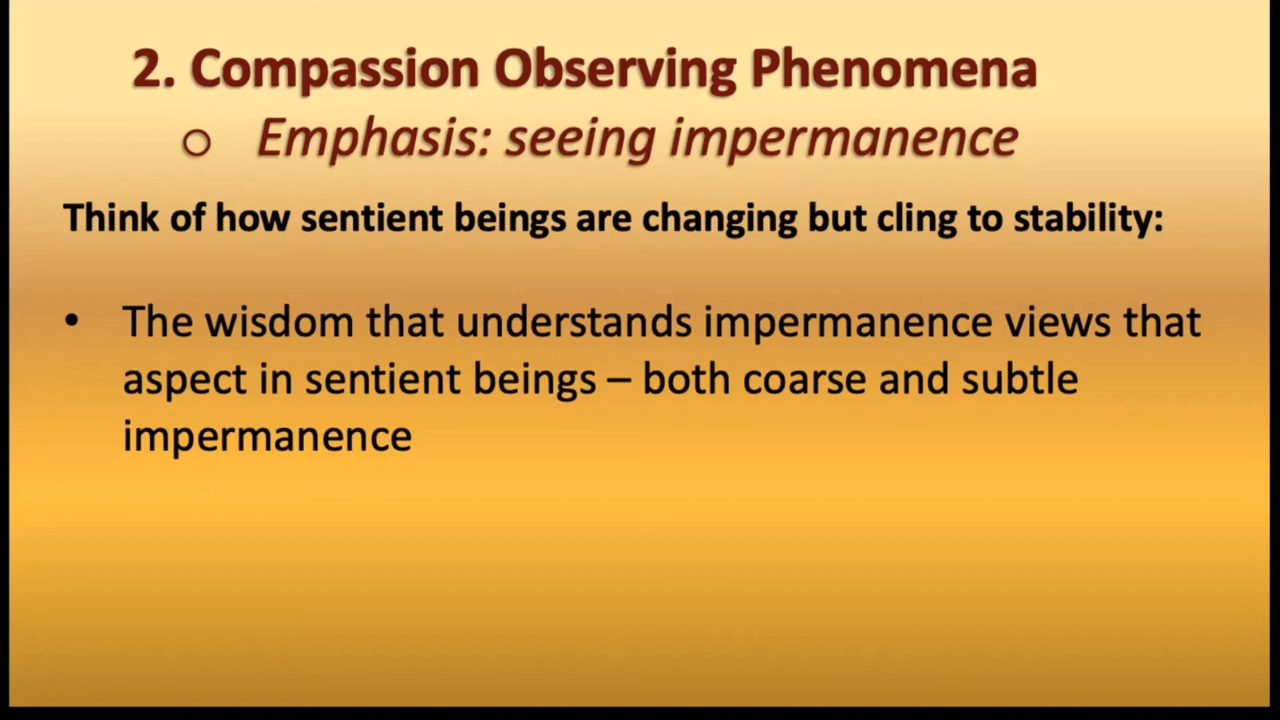 2. Compassion Observing Phenomena
o Emphasis: seeing impermanence
Think of how sentient beings are changing but cling to stability:
• The wisdom that understands impermanence views that
aspect in sentient beings – both coarse and subtle
impermanence